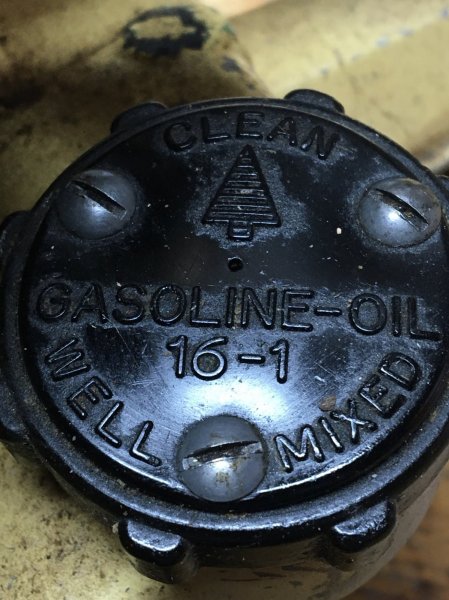 CLEAN
GASOLINE-OIL
16-1
WELL MIXED